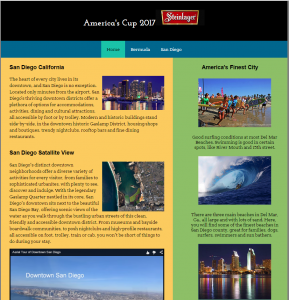 America's Cup 2017
Steinlager
Home Bermuda San Diego
San Diego California
The heart of every city lives in its
downtown, and San Diego is no exception.
Located only minutes from the airport, San
Diego's thriving downtown districts offer a
plethora of options for accommodations,
activities, dining and cultural attractions
all accessible by foot or by trolley. Modern and historic buildings stand
side-by-side, in the downtown historic Gaslamp District, housing shops
and boutiques, trendy nightclubs, rooftop bars and fine dining
restaurants.
San Diego Satallite View
San Diego's distinct downtown
neighborhoods offer a diverse variety of
activities for every visitor, from families to
sophisticated urbanites, with plenty to see,
discover and indulge. With the legendary
Gaslamp Quarter nestled in its core, San
Diego's downtown sits next to the beautiful
San Diego Bay, offering scenic views of the
water as you walk through the bustling urban streets of this clean,
friendly and accessible downtown district. From museums and bayside
boardwalk communities, to posh nightclubs and high profile restaurants,
all accessible on foot, trolley, train or cab, you won't be short of things to
do during your stay.
Aerial Tour of Downtown San Diego
Downtown San Diego
America's Finest City
Good surfing conditions at most Del Mar
Beaches. Swimming is good in certain
spots, like River Mouth and 15th street
There are three main beaches in Del Mar,
Ca., all large and with lots of sand. Here,
you will find some of the finest beaches in
San Diego county, great for families, dogs,
surfers, swimmers and sun bathers.